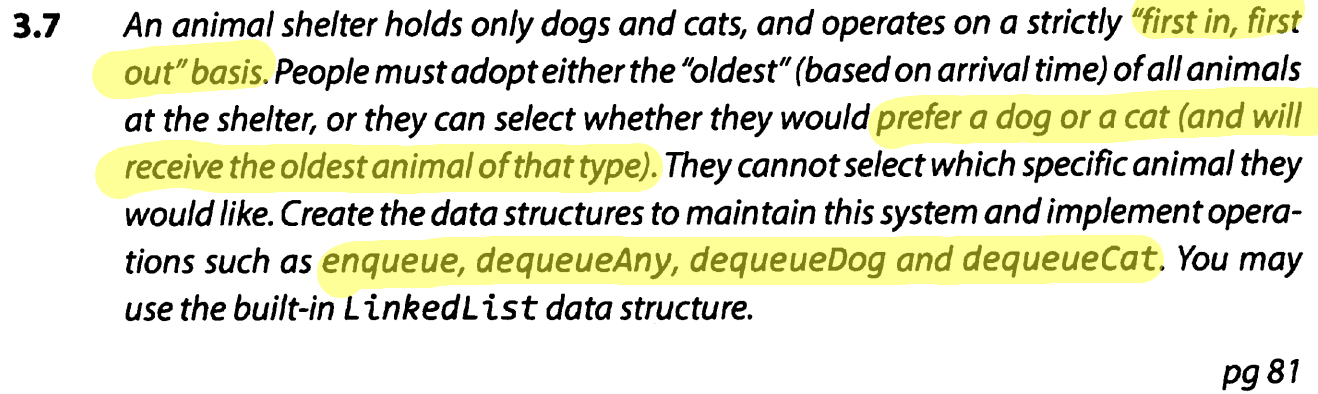 3.7 An animal shelter holds only dogs and cats, and operates on a strictly "first in, first
out" basis. People must adopt either the "oldest" (based on arrival time) of all animals
at the shelter, or they can select whether they would prefer a dog or a cat (and will
receive the oldest animal of that type). They cannot select which specific animal they
would like. Create the data structures to maintain this system and implement opera-
tions such as enqueue, dequeueAny, dequeueDog and dequeueCat. You may
use the built-in LinkedList data structure.
pg 81